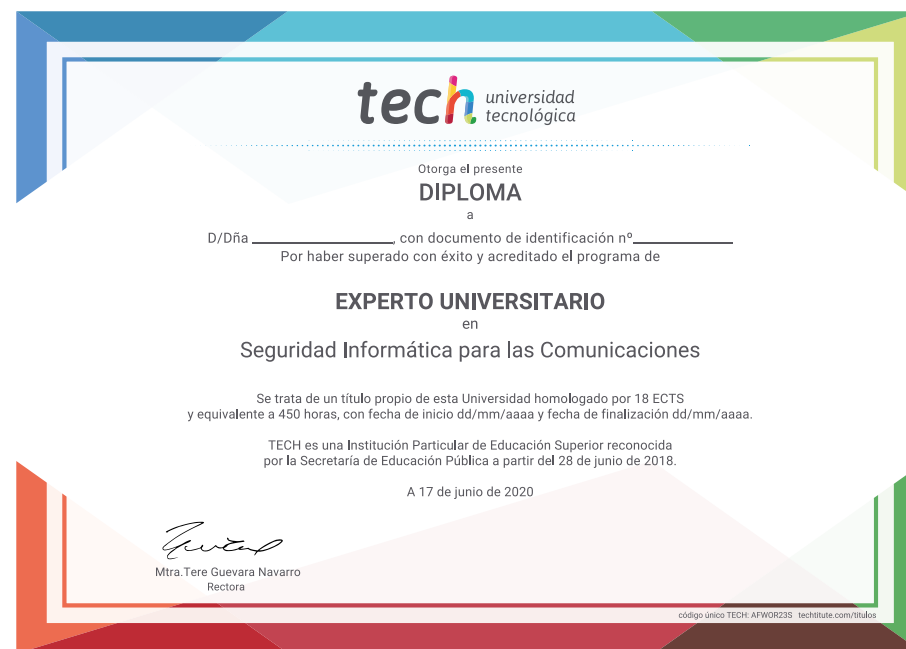 tech universidad
tecnológica
Otorga el presente
DIPLOMA
a
D/Dña ____________________, con documento de identificación nº______________
Por haber superado con éxito y acreditado el programa de
EXPERTO UNIVERSITARIO
en
Seguridad Informática para las Comunicaciones
Se trata de un título propio de esta Universidad homologado por 18 ECTS
y equivalente a 450 horas, con fecha de inicio dd/mm/aaaa y fecha de finalización dd/mm/aaaa.
TECH es una Institución Particular de Educación Superior reconocida
por la Secretaría de Educación Pública a partir del 28 de junio de 2018.
A 17 de junio de 2020
Mtra.Tere Guevara Navarro
Rectora
código único TECH: AFWOR23S techtitute.com/titulos